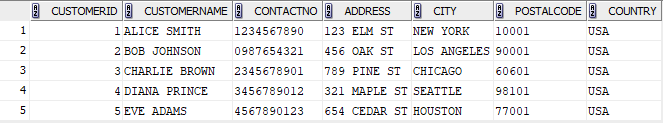 CUSTOMERID CUSTOMERNAME CONTACTNO ADDRESS CITY POSTALCODE COUNTRY
1 1 ALICE SMITH 1234567890 123 ELM ST NEW YORK 10001 USA
2 2 BOB JOHNSON 0987654321 456 OAK ST LOS ANGELES 90001 USA
3 3 CHARLIE BROWN 2345678901 789 PINE ST CHICAGO 60601 USA
4 4 DIANA PRINCE 3456789012 321 MAPLE ST SEATTLE 98101 USA
5 5 EVE ADAMS 4567890123 654 CEDAR ST HOUSTON 77001 USA